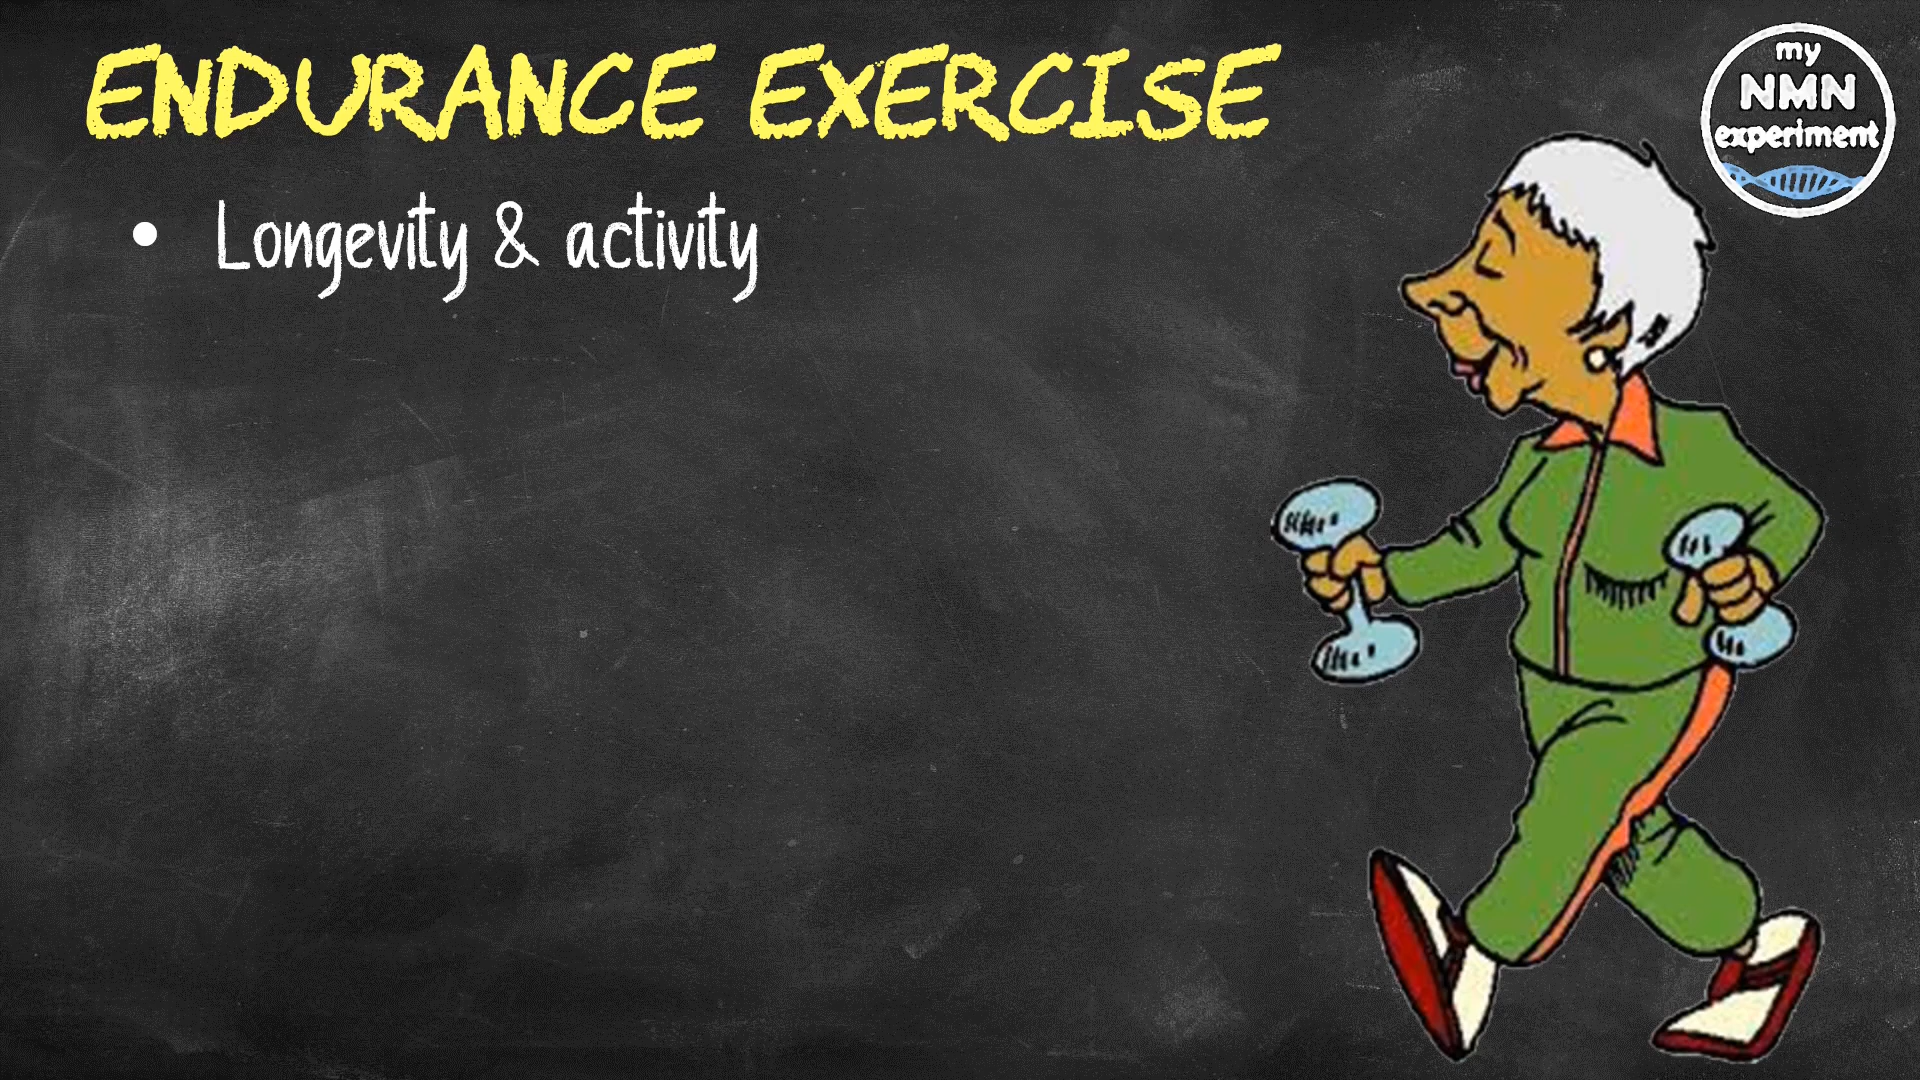 ENDURANCE EXERCISE
my
NMN
experiment
• Longevity & activity